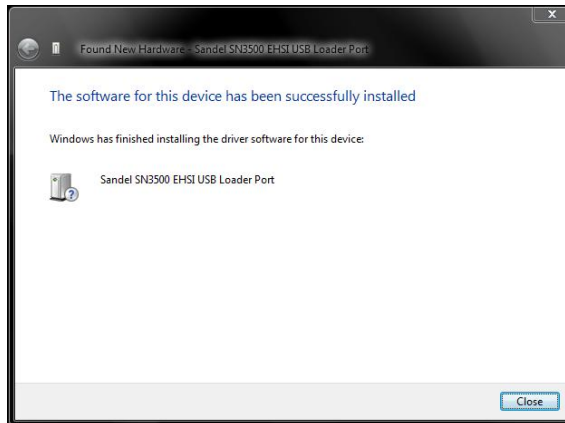 Found New Hardware - Sandel SN3500 EHSI USB Loader Port
The software for this device has been successfully installed
Windows has finished installing the driver software for this device:
Sandel SN3500 EHSI USB Loader Port
Close